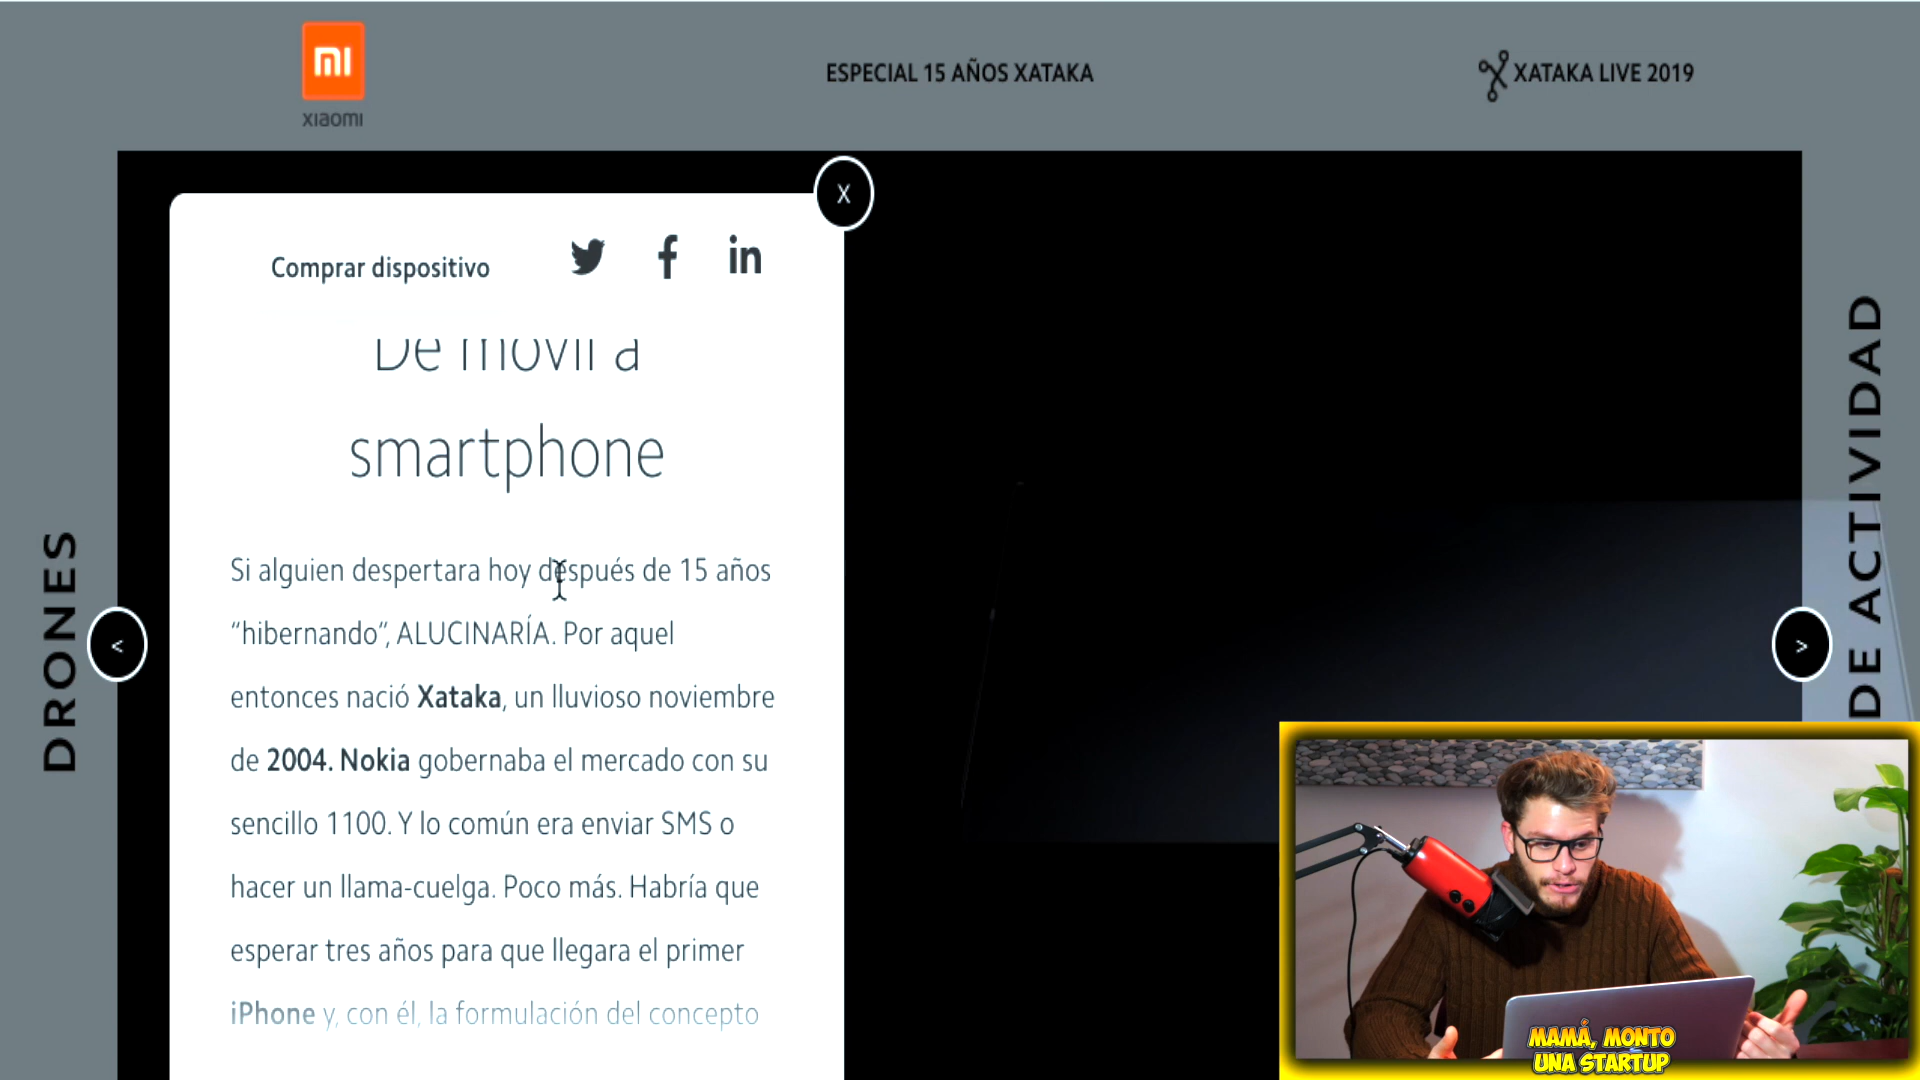 mi
xiaomi
ESPECIAL 15 AÑOS XATAKA
XATAKA LIVE 2019
X
Comprar dispositivo
De móvil a
smartphone
Si alguien despertara hoy después de 15 años
“hibernando“, ALUCINARÍA. Por aquel
entonces nació Xataka, un lluvioso noviembre
de 2004. Nokia gobernaba el mercado con su
sencillo 1100. Y lo común era enviar SMS o
hacer un llama-cuelga. Poco más. Habría que
esperar tres años para que llegara el primer
iPhone y, con él, la formulación del concepto
DRONES
<
>
DE ACTIVIDAD
MAMÁ, MONTO
UNA STARTUP